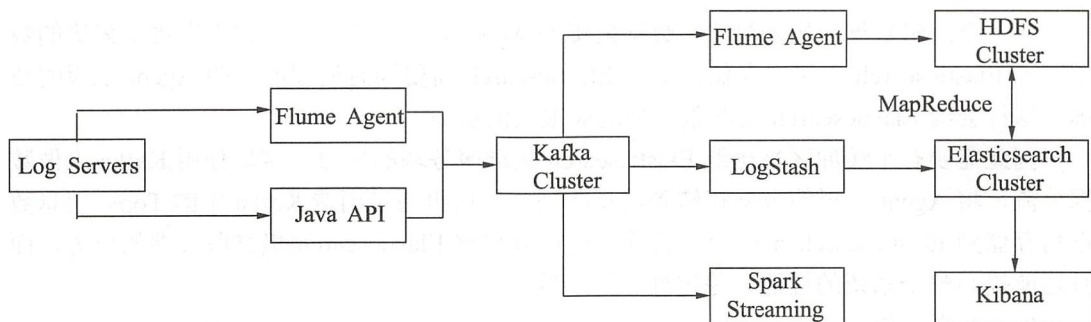 Flume Agent
HDFS
Cluster
MapReduce
Flume Agent
Log Servers
Kafka
Cluster
LogStash
Elasticsearch
Cluster
Java API
Spark
Streaming
Kibana